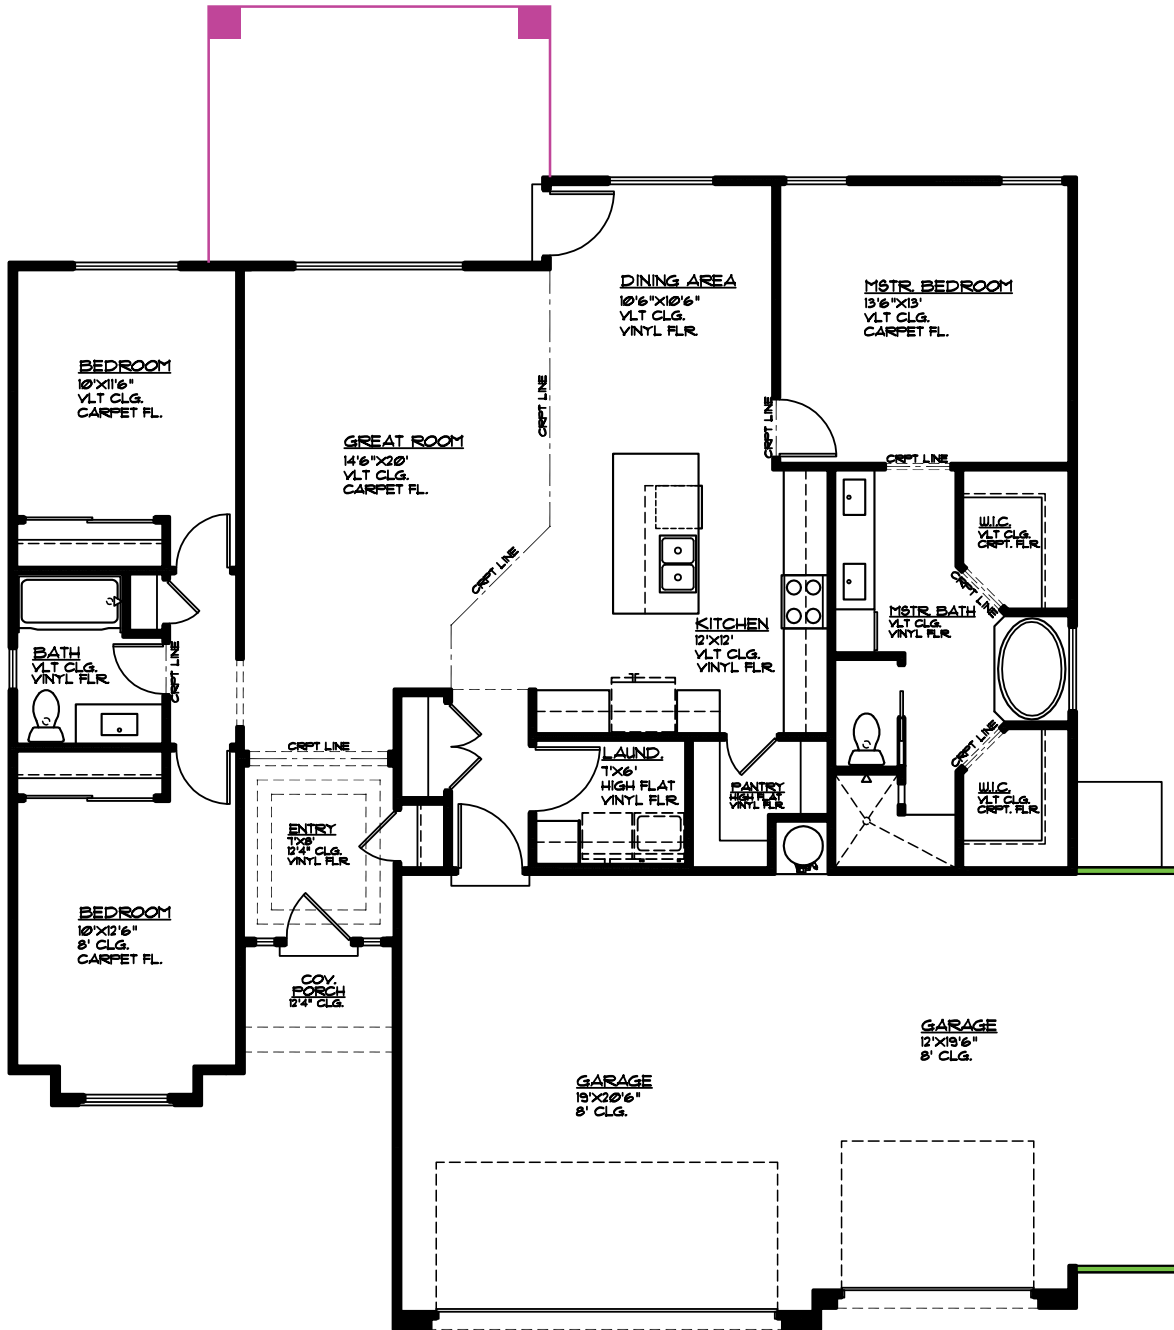 DINING AREA
10'6"X10'6"
VLT CLG.
VINYL FLR.
MSTR. BEDROOM
13'6"X13'
VLT CLG.
CARPET FL.
BEDROOM
10'X11'6"
VLT CLG.
CARPET FL.
CRPT LINE
CRPT LINE
GREAT ROOM
14'6"X20'
VLT CLG.
CARPET FL.
CRPT LINE
W.I.C.
VLT CLG.
CRPT. FLR.
CRPT LINE
CRPT LINE
MSTR. BATH
VLT CLG.
VINYL FLR.
KITCHEN
12'X12'
VLT CLG.
VINYL FLR.
BATH
VLT CLG.
VINYL FLR.
CRPT LINE
CRPT LINE
CRPT LINE
LAUND.
7'X6'
HIGH FLAT
VINYL FLR.
PANTRY
HIGH FLAT
VINYL FLR.
W.I.C.
VLT CLG.
CRPT. FLR.
ENTRY
7'X8'
12'4" CLG.
VINYL FLR.
BEDROOM
10'X12'6"
8' CLG.
CARPET FL.
COV.
PORCH
12'4" CLG.
GARAGE
12'X19'6"
8' CLG.
GARAGE
19'X20'6"
8' CLG.